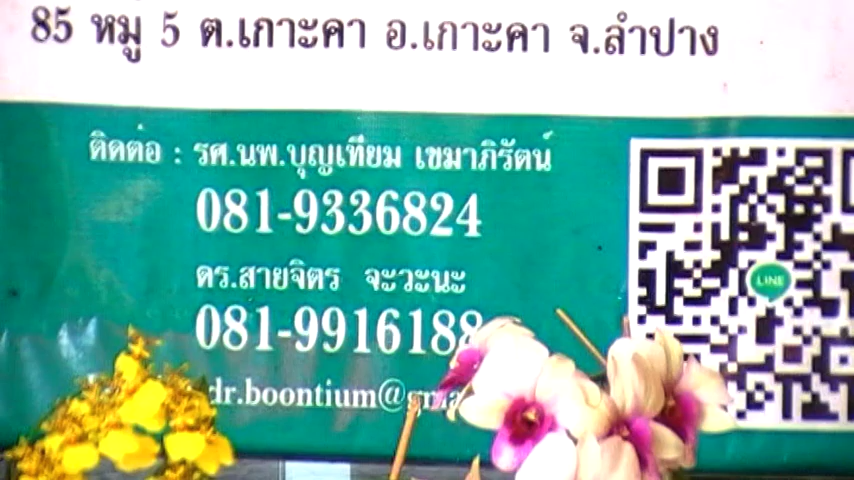 85 หมู่ 5 ต.เกาะคา อ.เกาะคา จ.ลำปาง
ติดต่อ : รศ.นพ.บุญเทียม เขมาภิรัตน์
081-9336824
ดร.สายจิตร จะวะนะ
081-9916188
dr.boontium@gma
LINE